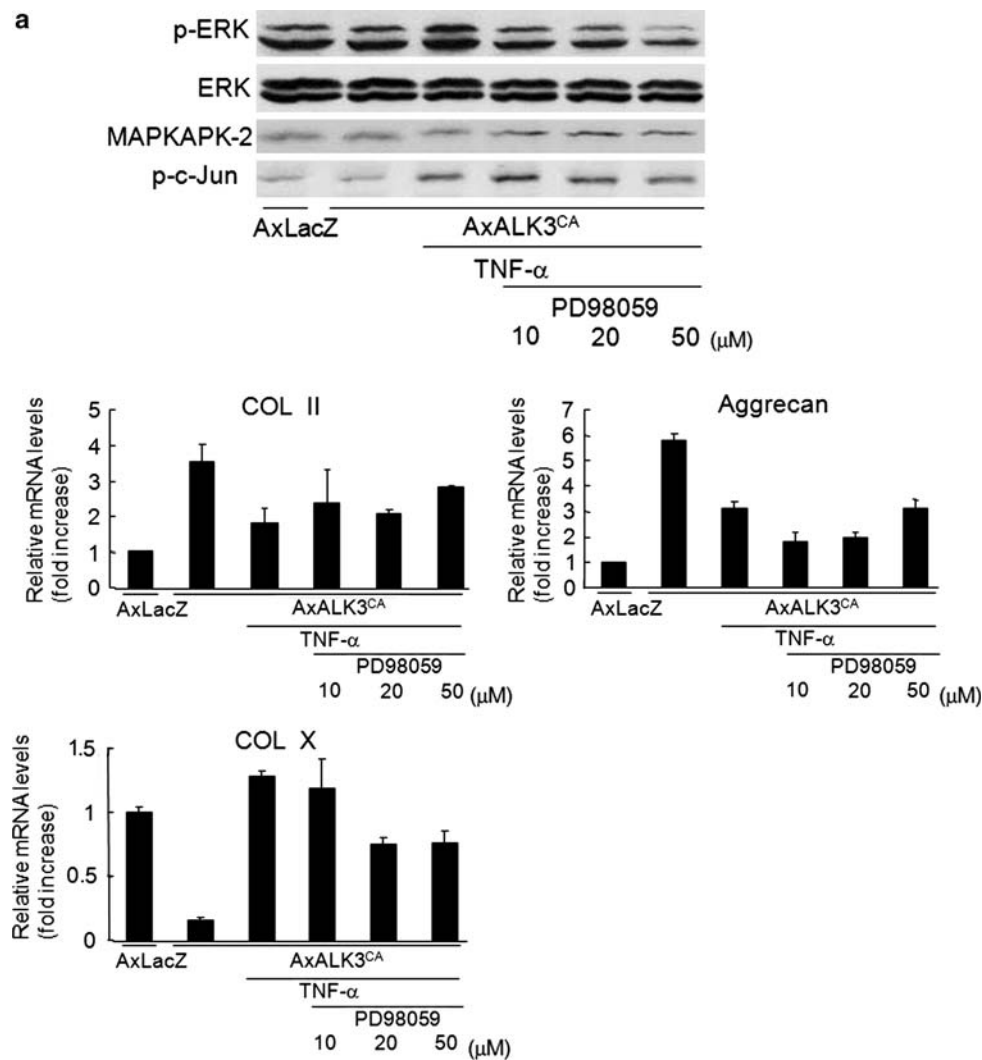 a
p-ERK
ERK
MAPKAPK-2
p-c-Jun
AxLacZ AxALK3CA
TNF-α
PD98059
10 20 50 (μM)
COL II
Relative mRNA levels
(fold increase)
5
4
3
2
1
0
AxLacZ AxALK3CA
TNF-α
PD98059
10 20 50 (μM)
Aggrecan
Relative mRNA levels
(fold increase)
7
6
5
4
3
2
1
0
AxLacZ AxALK3CA
TNF-α
PD98059
10 20 50 (μM)
COL X
Relative mRNA levels
(fold increase)
1.5
1
0.5
0
AxLacZ AxALK3CA
TNF-α
PD98059
10 20 50 (μM)